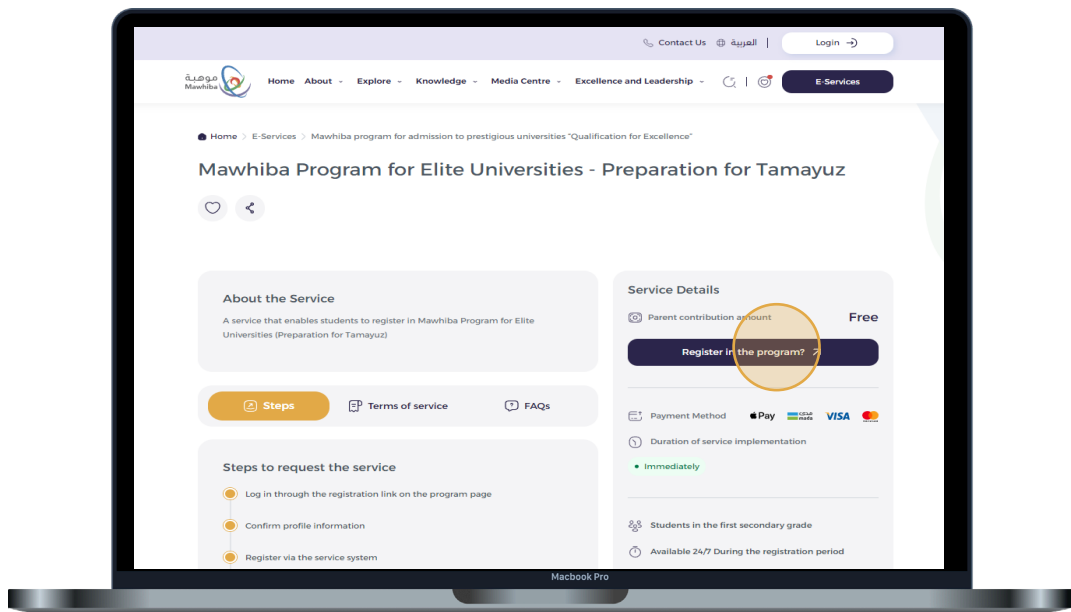 Contact Us العربية | Login
موهبة
Mawhiba
Home About Explore Knowledge Media Centre Excellence and Leadership | E-Services
Home > E-Services > Mawhiba program for admission to prestigious universities "Qualification for Excellence"
Mawhiba Program for Elite Universities - Preparation for Tamayuz
About the Service
A service that enables students to register in Mawhiba Program for Elite
Universities (Preparation for Tamayuz)
Steps Terms of service FAQs
Steps to request the service
Log in through the registration link on the program page
Confirm profile information
Register via the service system
Service Details
Parent contribution amount Free
Register in the program?
Payment Method Pay مدى mada VISA
Duration of service implementation
Immediately
Students in the first secondary grade
Available 24/7 During the registration period
Macbook Pro